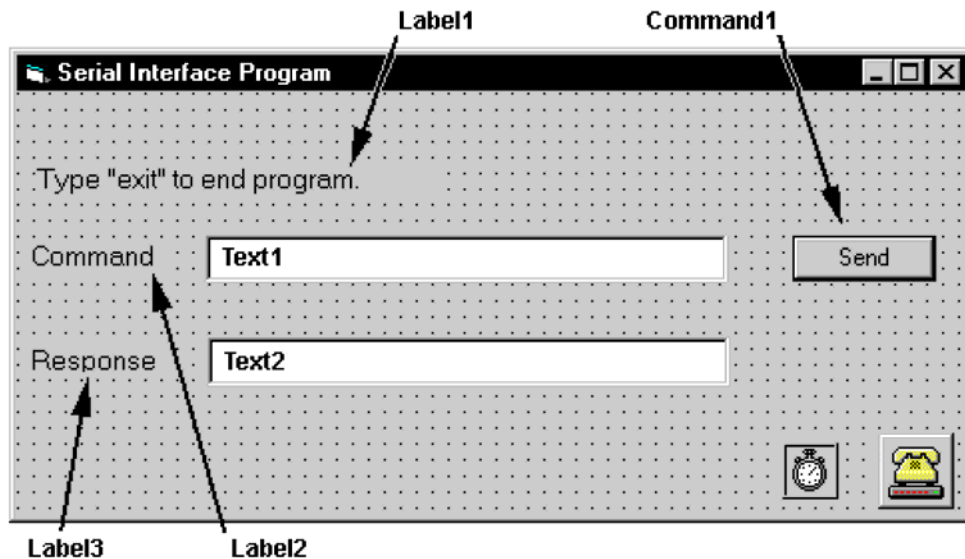 Label1 Command1
Serial Interface Program
Type "exit" to end program.
Command Text1 Send
Response Text2
Label3 Label2